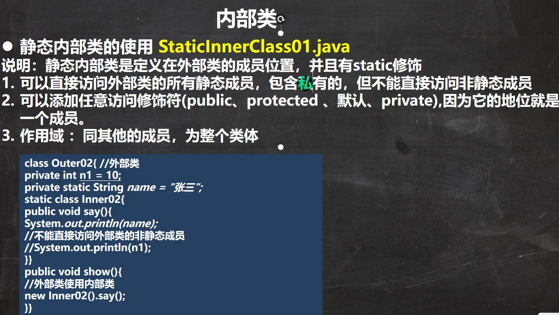 内部类
● 静态内部类的使用 StaticInnerClass01.java
说明：静态内部类是定义在外部类的成员位置，并且有static修饰
1. 可以直接访问外部类的所有静态成员，包含私有的，但不能直接访问非静态成员
2. 可以添加任意访问修饰符(public、protected 、默认、private),因为它的地位就是
一个成员。
3. 作用域 ：同其他的成员，为整个类体
class Outer02{ //外部类
private int n1 = 10;
private static String name = "张三";
static class Inner02{
public void say(){
System.out.println(name);
//不能直接访问外部类的非静态成员
//System.out.println(n1);
}}
public void show(){
//外部类使用内部类
new Inner02().say();
}}